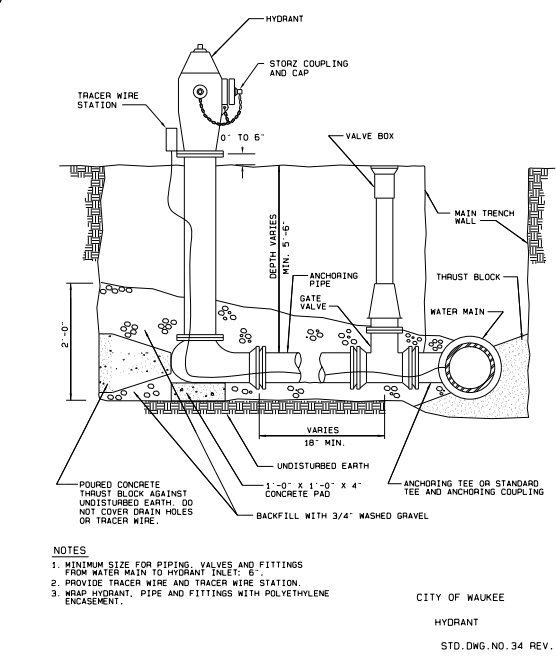 HYDRANT
STORZ COUPLING
AND CAP
TRACER WIRE
STATION
0" TO 6"
VALVE BOX
DEPTH VARIES
MIN. 5'-6"
MAIN TRENCH
WALL
ANCHORING
PIPE
THRUST BLOCK
GATE
VALVE
WATER MAIN
2'-0"
VARIES
18" MIN.
UNDISTURBED EARTH
POURED CONCRETE
THRUST BLOCK AGAINST
UNDISTURBED EARTH. DO
NOT COVER DRAIN HOLES
OR TRACER WIRE.
1'-0" X 1'-0" X 4"
CONCRETE PAD
ANCHORING TEE OR STANDARD
TEE AND ANCHORING COUPLING
BACKFILL WITH 3/4" WASHED GRAVEL
NOTES
1. MINIMUM SIZE FOR PIPING, VALVES AND FITTINGS
FROM WATER MAIN TO HYDRANT INLET: 6".
2. PROVIDE TRACER WIRE AND TRACER WIRE STATION.
3. WRAP HYDRANT, PIPE AND FITTINGS WITH POLYETHYLENE
ENCASEMENT.
CITY OF WAUKEE
HYDRANT
STD.DWG.NO.34 REV.